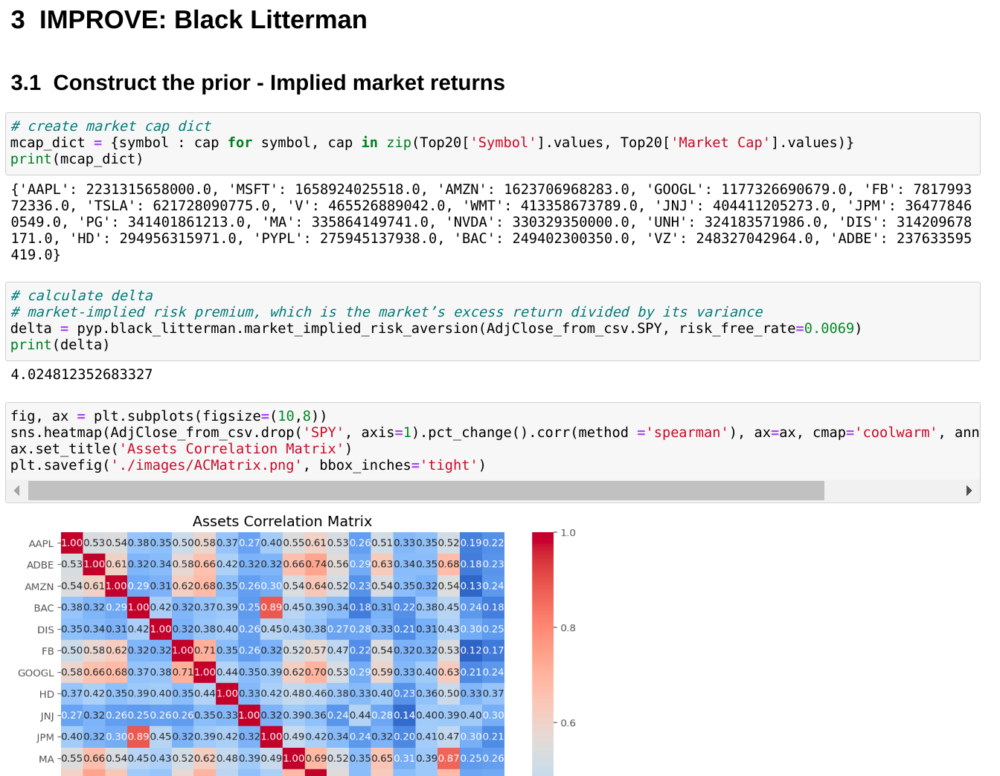 3 IMPROVE: Black Litterman
3.1 Construct the prior - Implied market returns
# create market cap dict
mcap_dict = {symbol : cap for symbol, cap in zip(Top20['Symbol'].values, Top20['Market Cap'].values)}
print(mcap_dict)
{'AAPL': 2231315658000.0, 'MSFT': 1658924025518.0, 'AMZN': 1623706968283.0, 'GOOGL': 1177326690679.0, 'FB': 7817993
72336.0, 'TSLA': 621728090775.0, 'V': 465526889042.0, 'WMT': 413358673789.0, 'JNJ': 404411205273.0, 'JPM': 36477846
0549.0, 'PG': 341401861213.0, 'MA': 335864149741.0, 'NVDA': 330329350000.0, 'UNH': 324183571986.0, 'DIS': 314209678
171.0, 'HD': 294956315971.0, 'PYPL': 275945137938.0, 'BAC': 249402300350.0, 'VZ': 248327042964.0, 'ADBE': 237633595
419.0}
# calculate delta
# market-implied risk premium, which is the market’s excess return divided by its variance
delta = pyp.black_litterman.market_implied_risk_aversion(AdjClose_from_csv.SPY, risk_free_rate=0.0069)
print(delta)
4.024812352683327
fig, ax = plt.subplots(figsize=(10,8))
sns.heatmap(AdjClose_from_csv.drop('SPY', axis=1).pct_change().corr(method ='spearman'), ax=ax, cmap='coolwarm', ann
ax.set_title('Assets Correlation Matrix')
plt.savefig('./images/ACMatrix.png', bbox_inches='tight')
Assets Correlation Matrix
AAPL 1.00 0.53 0.54 0.38 0.35 0.50 0.58 0.37 0.27 0.40 0.55 0.61 0.53 0.26 0.51 0.33 0.35 0.52 0.19 0.22
ADBE 0.53 1.00 0.61 0.32 0.34 0.58 0.66 0.42 0.32 0.32 0.66 0.74 0.56 0.29 0.63 0.34 0.35 0.68 0.18 0.23
AMZN 0.54 0.61 1.00 0.29 0.31 0.62 0.68 0.35 0.26 0.30 0.54 0.64 0.52 0.23 0.54 0.35 0.32 0.54 0.13 0.24
BAC 0.38 0.32 0.29 1.00 0.42 0.32 0.37 0.39 0.25 0.89 0.45 0.39 0.34 0.18 0.31 0.22 0.38 0.45 0.24 0.18
DIS 0.35 0.34 0.31 0.42 1.00 0.32 0.38 0.40 0.26 0.45 0.43 0.38 0.27 0.28 0.33 0.21 0.31 0.43 0.30 0.25
FB 0.50 0.58 0.62 0.32 0.32 1.00 0.71 0.35 0.26 0.32 0.52 0.57 0.47 0.22 0.54 0.32 0.32 0.53 0.12 0.17
GOOGL 0.58 0.66 0.68 0.37 0.38 0.71 1.00 0.44 0.35 0.39 0.62 0.70 0.53 0.29 0.59 0.33 0.40 0.63 0.21 0.24
HD 0.37 0.42 0.35 0.39 0.40 0.35 0.44 1.00 0.33 0.42 0.48 0.46 0.38 0.33 0.40 0.23 0.36 0.50 0.33 0.37
JNJ 0.27 0.32 0.26 0.25 0.26 0.26 0.35 0.33 1.00 0.32 0.39 0.36 0.24 0.44 0.28 0.14 0.40 0.39 0.40 0.30
JPM 0.40 0.32 0.30 0.89 0.45 0.32 0.39 0.42 0.32 1.00 0.49 0.42 0.34 0.24 0.32 0.20 0.41 0.47 0.30 0.21
MA 0.55 0.66 0.54 0.45 0.43 0.52 0.62 0.48 0.39 0.49 1.00 0.69 0.52 0.35 0.65 0.31 0.39 0.87 0.25 0.26
1.0
0.8
0.6